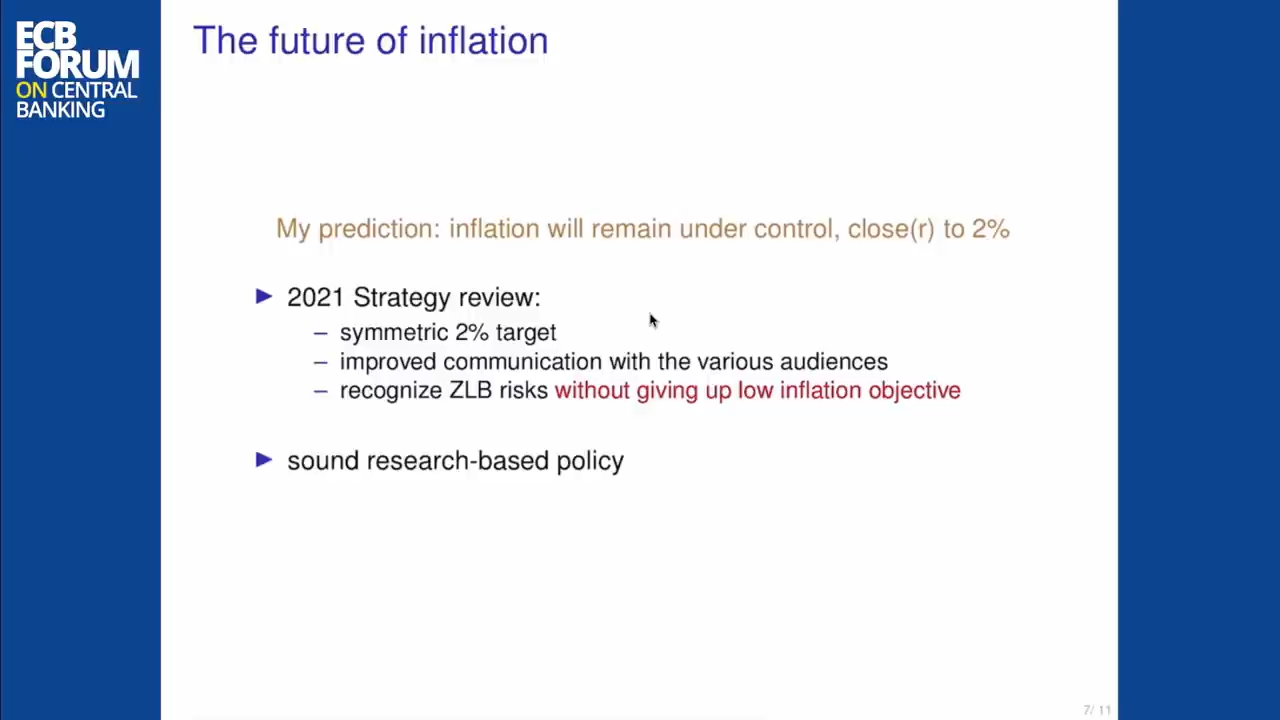 ECB
FORUM
ON CENTRAL
BANKING
The future of inflation
My prediction: inflation will remain under control, close(r) to 2%
2021 Strategy review:
– symmetric 2% target
– improved communication with the various audiences
– recognize ZLB risks without giving up low inflation objective
sound research-based policy
7/ 11